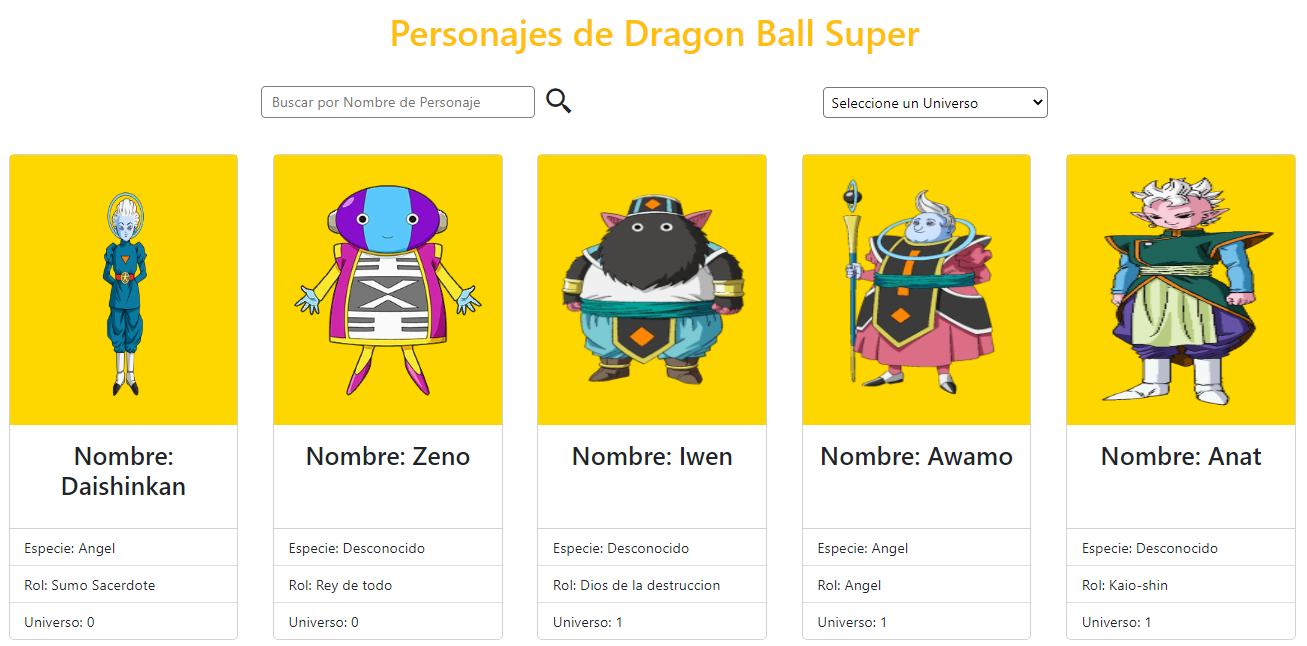 Personajes de Dragon Ball Super
Buscar por Nombre de Personaje
Seleccione un Universo
Nombre:
Daishinkan
Especie: Angel
Rol: Sumo Sacerdote
Universo: 0
Nombre: Zeno
Especie: Desconocido
Rol: Rey de todo
Universo: 0
Nombre: Iwen
Especie: Desconocido
Rol: Dios de la destruccion
Universo: 1
Nombre: Awamo
Especie: Angel
Rol: Angel
Universo: 1
Nombre: Anat
Especie: Desconocido
Rol: Kaio-shin
Universo: 1